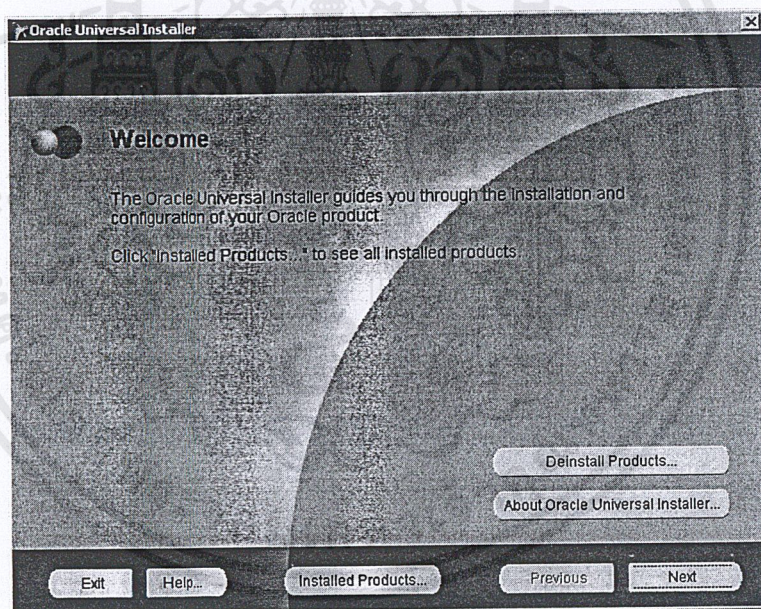 Oracle Universal Installer
Welcome
The Oracle Universal Installer guides you through the installation and
configuration of your Oracle product.
Click "Installed Products..." to see all installed products.
Deinstall Products...
About Oracle Universal Installer...
Exit
Help...
Installed Products...
Previous
Next